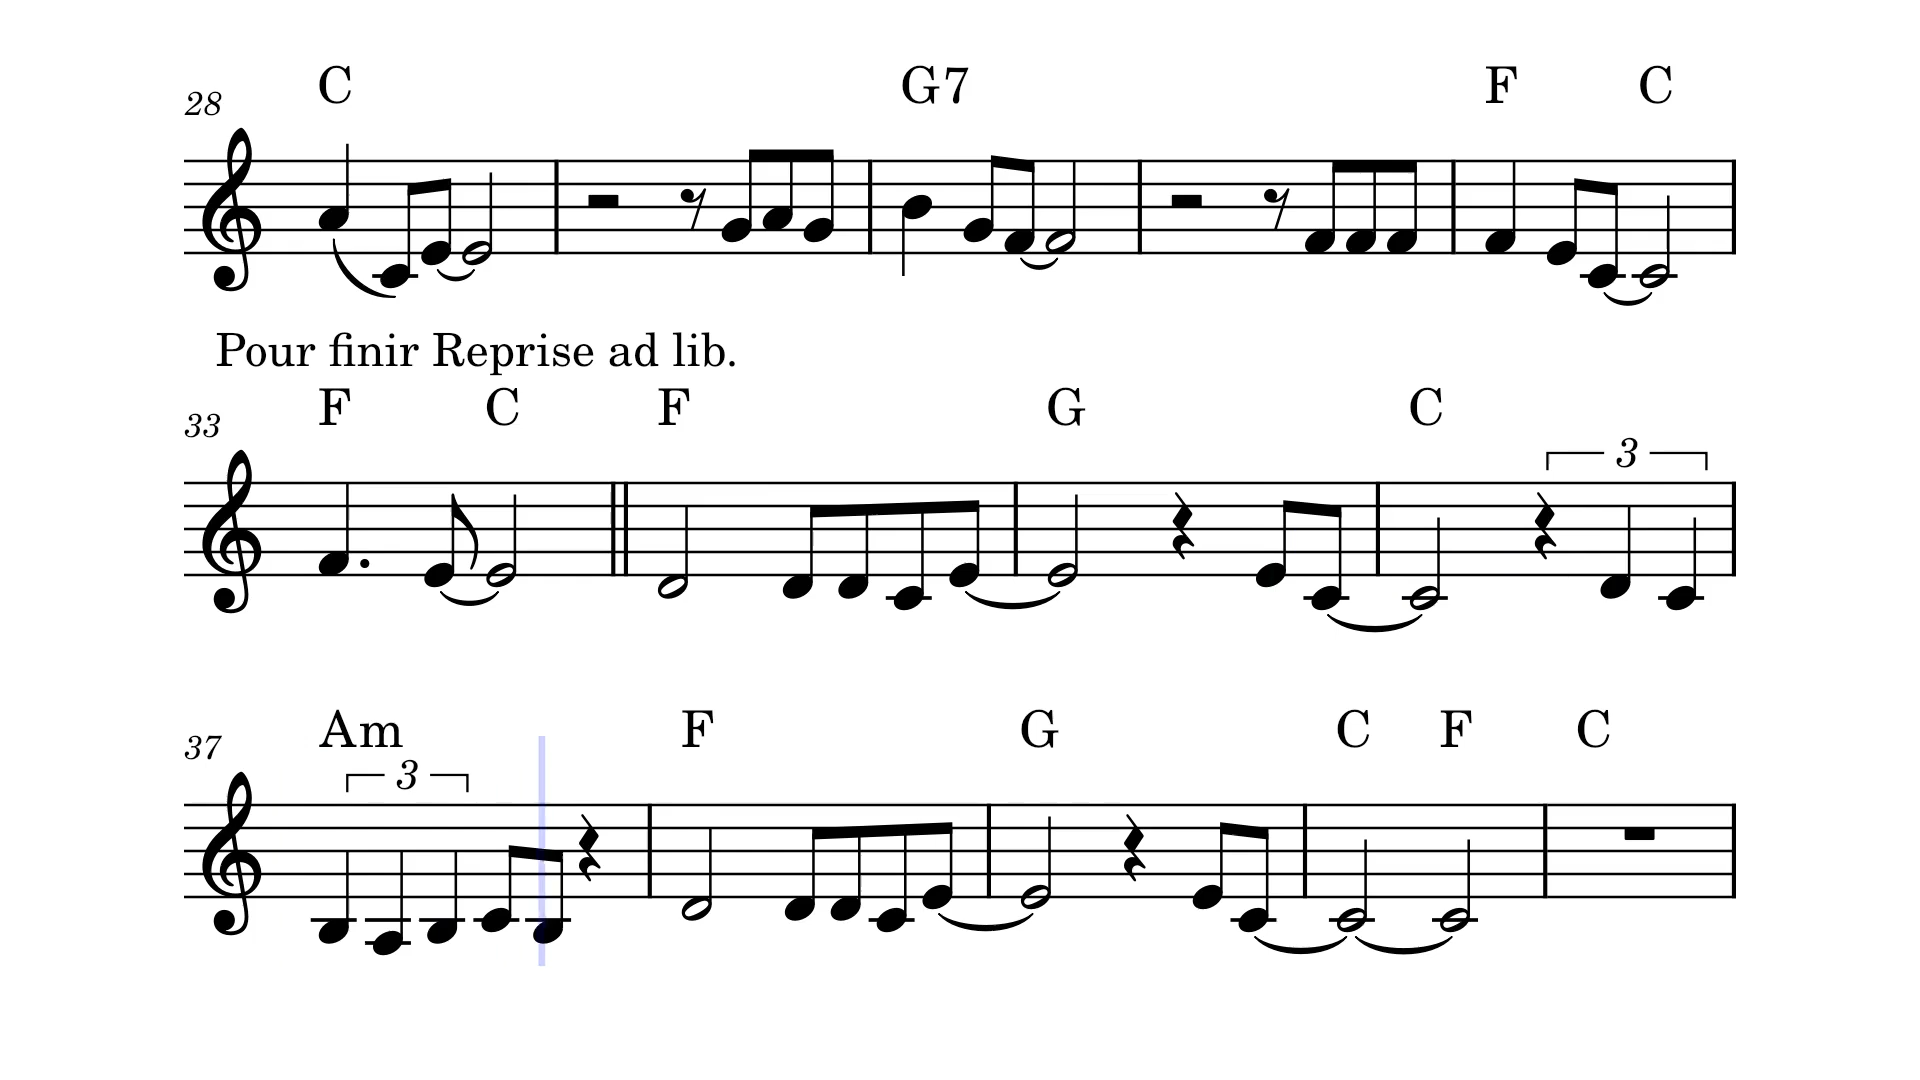 C G7 F C
28
Pour finir Reprise ad lib.
F C F G C
33
3
Am F G C F C
37
3